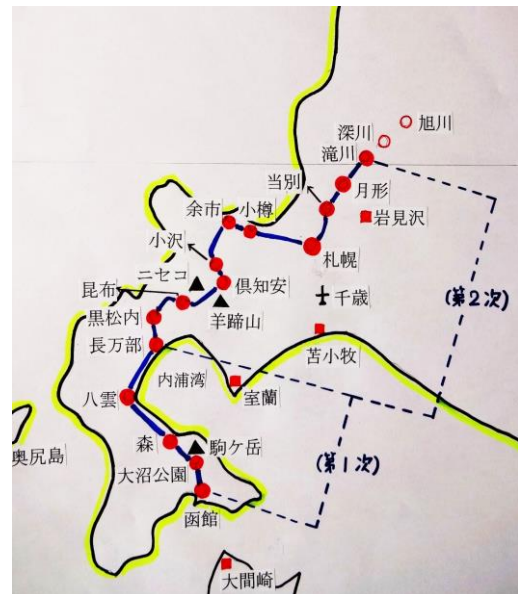 旭川
深川
滝川
当別
月形
岩見沢
余市
小樽
小沢
札幌
ニセコ
倶知安
昆布
千歳
(第2次)
黒松内
羊蹄山
長万部
苫小牧
内浦湾
室蘭
八雲
森
駒ケ岳
(第1次)
奥尻島
大沼公園
函館
大間崎